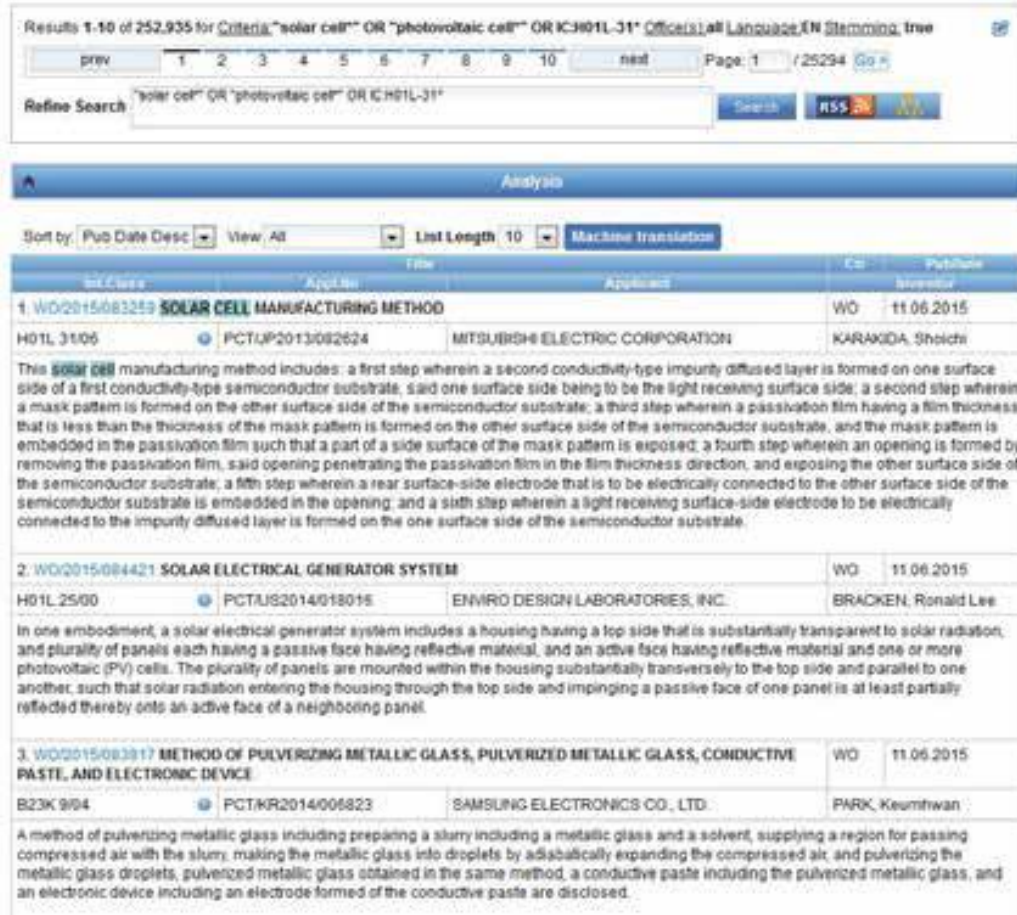 Results 1-10 of 252,935 for Criteria:"solar cell*" OR "photovoltaic cell*" OR IC:H01L-31* Office(s):all Language:EN Stemming: true
prev 1 2 3 4 5 6 7 8 9 10 next Page: 1 / 25294 Go >
Refine Search "solar cell*" OR "photovoltaic cell*" OR IC:H01L-31* Search RSS
Analysis
Sort by: Pub Date Desc View All List Length 10 Machine translation
Title Ctr PubDate
Int.Class Appl.No Applicant Inventor
1. WO/2015/083259 SOLAR CELL MANUFACTURING METHOD WO 11.06.2015
H01L 31/06 PCT/JP2013/082624 MITSUBISHI ELECTRIC CORPORATION KARAKIDA, Shoichi
This solar cell manufacturing method includes: a first step wherein a second conductivity-type impurity diffused layer is formed on one surface
side of a first conductivity-type semiconductor substrate, said one surface side being to be the light receiving surface side; a second step wherein
a mask pattern is formed on the other surface side of the semiconductor substrate; a third step wherein a passivation film having a film thickness
that is less than the thickness of the mask pattern is formed on the other surface side of the semiconductor substrate, and the mask pattern is
embedded in the passivation film such that a part of a side surface of the mask pattern is exposed; a fourth step wherein an opening is formed by
removing the passivation film, said opening penetrating the passivation film in the film thickness direction, and exposing the other surface side of
the semiconductor substrate; a fifth step wherein a rear surface-side electrode that is to be electrically connected to the other surface side of the
semiconductor substrate is embedded in the opening; and a sixth step wherein a light receiving surface-side electrode to be electrically
connected to the impurity diffused layer is formed on the one surface side of the semiconductor substrate.
2. WO/2015/084421 SOLAR ELECTRICAL GENERATOR SYSTEM WO 11.06.2015
H01L 25/00 PCT/US2014/018016 ENVIRO DESIGN LABORATORIES, INC. BRACKEN, Ronald Lee
In one embodiment, a solar electrical generator system includes a housing having a top side that is substantially transparent to solar radiation,
and plurality of panels each having a passive face having reflective material, and an active face having reflective material and one or more
photovoltaic (PV) cells. The plurality of panels are mounted within the housing substantially transversely to the top side and parallel to one
another, such that solar radiation entering the housing through the top side and impinging a passive face of one panel is at least partially
reflected thereby onto an active face of a neighboring panel.
3. WO/2015/083917 METHOD OF PULVERIZING METALLIC GLASS, PULVERIZED METALLIC GLASS, CONDUCTIVE WO 11.06.2015
PASTE, AND ELECTRONIC DEVICE
B23K 9/04 PCT/KR2014/006823 SAMSUNG ELECTRONICS CO., LTD. PARK, Keumhwan
A method of pulverizing metallic glass including preparing a slurry including a metallic glass and a solvent, supplying a region for passing
compressed air with the slurry, making the metallic glass into droplets by adiabatically expanding the compressed air, and pulverizing the
metallic glass droplets, pulverized metallic glass obtained in the same method, a conductive paste including the pulverized metallic glass, and
an electronic device including an electrode formed of the conductive paste are disclosed.